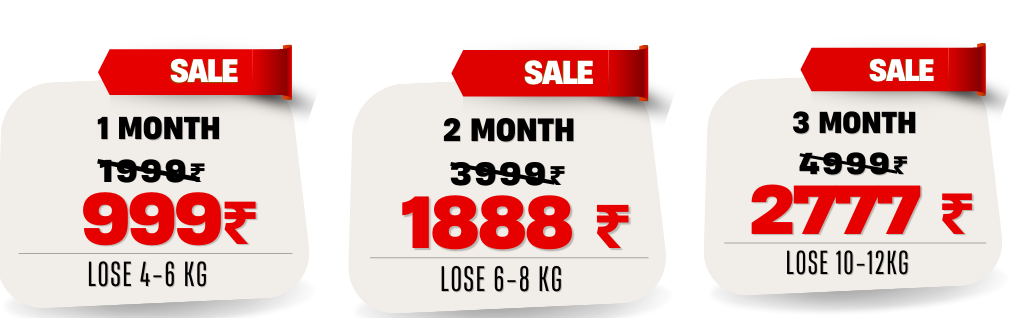 SALE
1 MONTH
1999₹
999₹
LOSE 4-6 KG
SALE
2 MONTH
3999₹
1888 ₹
LOSE 6-8 KG
SALE
3 MONTH
4999₹
2777 ₹
LOSE 10-12KG